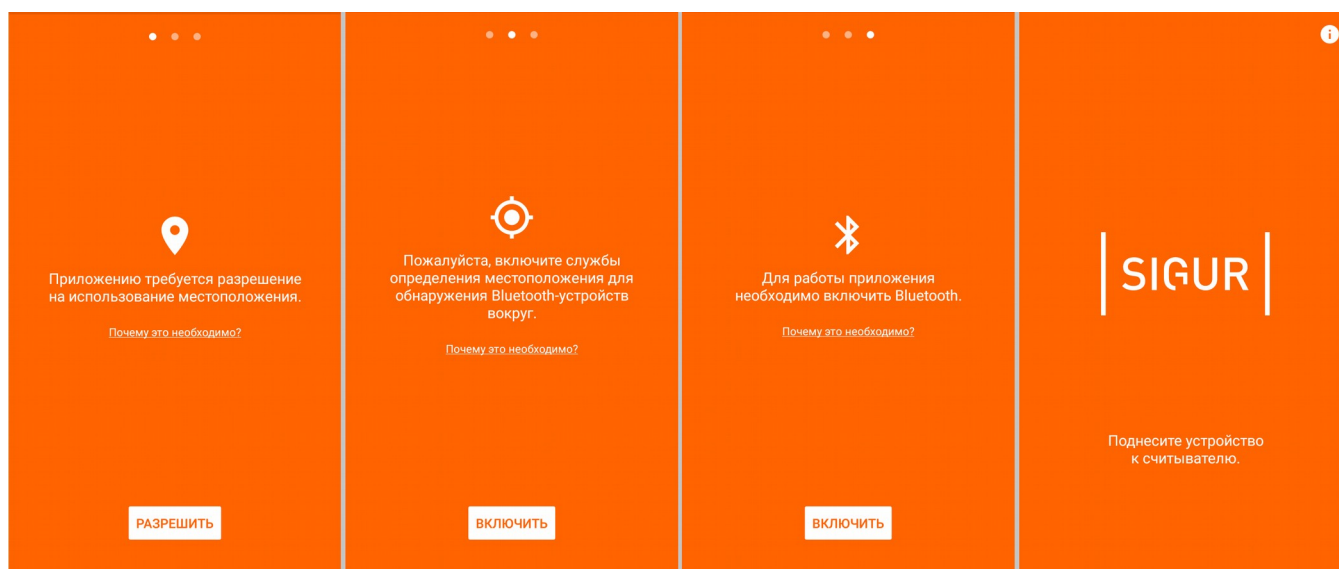 Приложению требуется разрешение
на использование местоположения.
Почему это необходимо?
РАЗРЕШИТЬ
Пожалуйста, включите службы
определения местоположения для
обнаружения Bluetooth-устройств
вокруг.
Почему это необходимо?
ВКЛЮЧИТЬ
Для работы приложения
необходимо включить Bluetooth.
Почему это необходимо?
ВКЛЮЧИТЬ
SIGUR
Поднесите устройство
к считывателю.